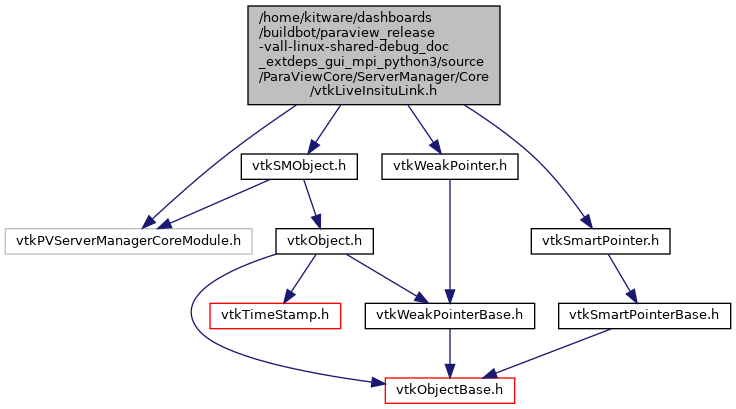 /home/kitware/dashboards
/buildbot/paraview_release
-vall-linux-shared-debug_doc
_extdeps_gui_mpi_python3/source
/ParaViewCore/ServerManager/Core
/vtkLiveInsituLink.h
vtkSMObject.h
vtkWeakPointer.h
vtkPVServerManagerCoreModule.h
vtkObject.h
vtkSmartPointer.h
vtkTimeStamp.h
vtkWeakPointerBase.h
vtkSmartPointerBase.h
vtkObjectBase.h